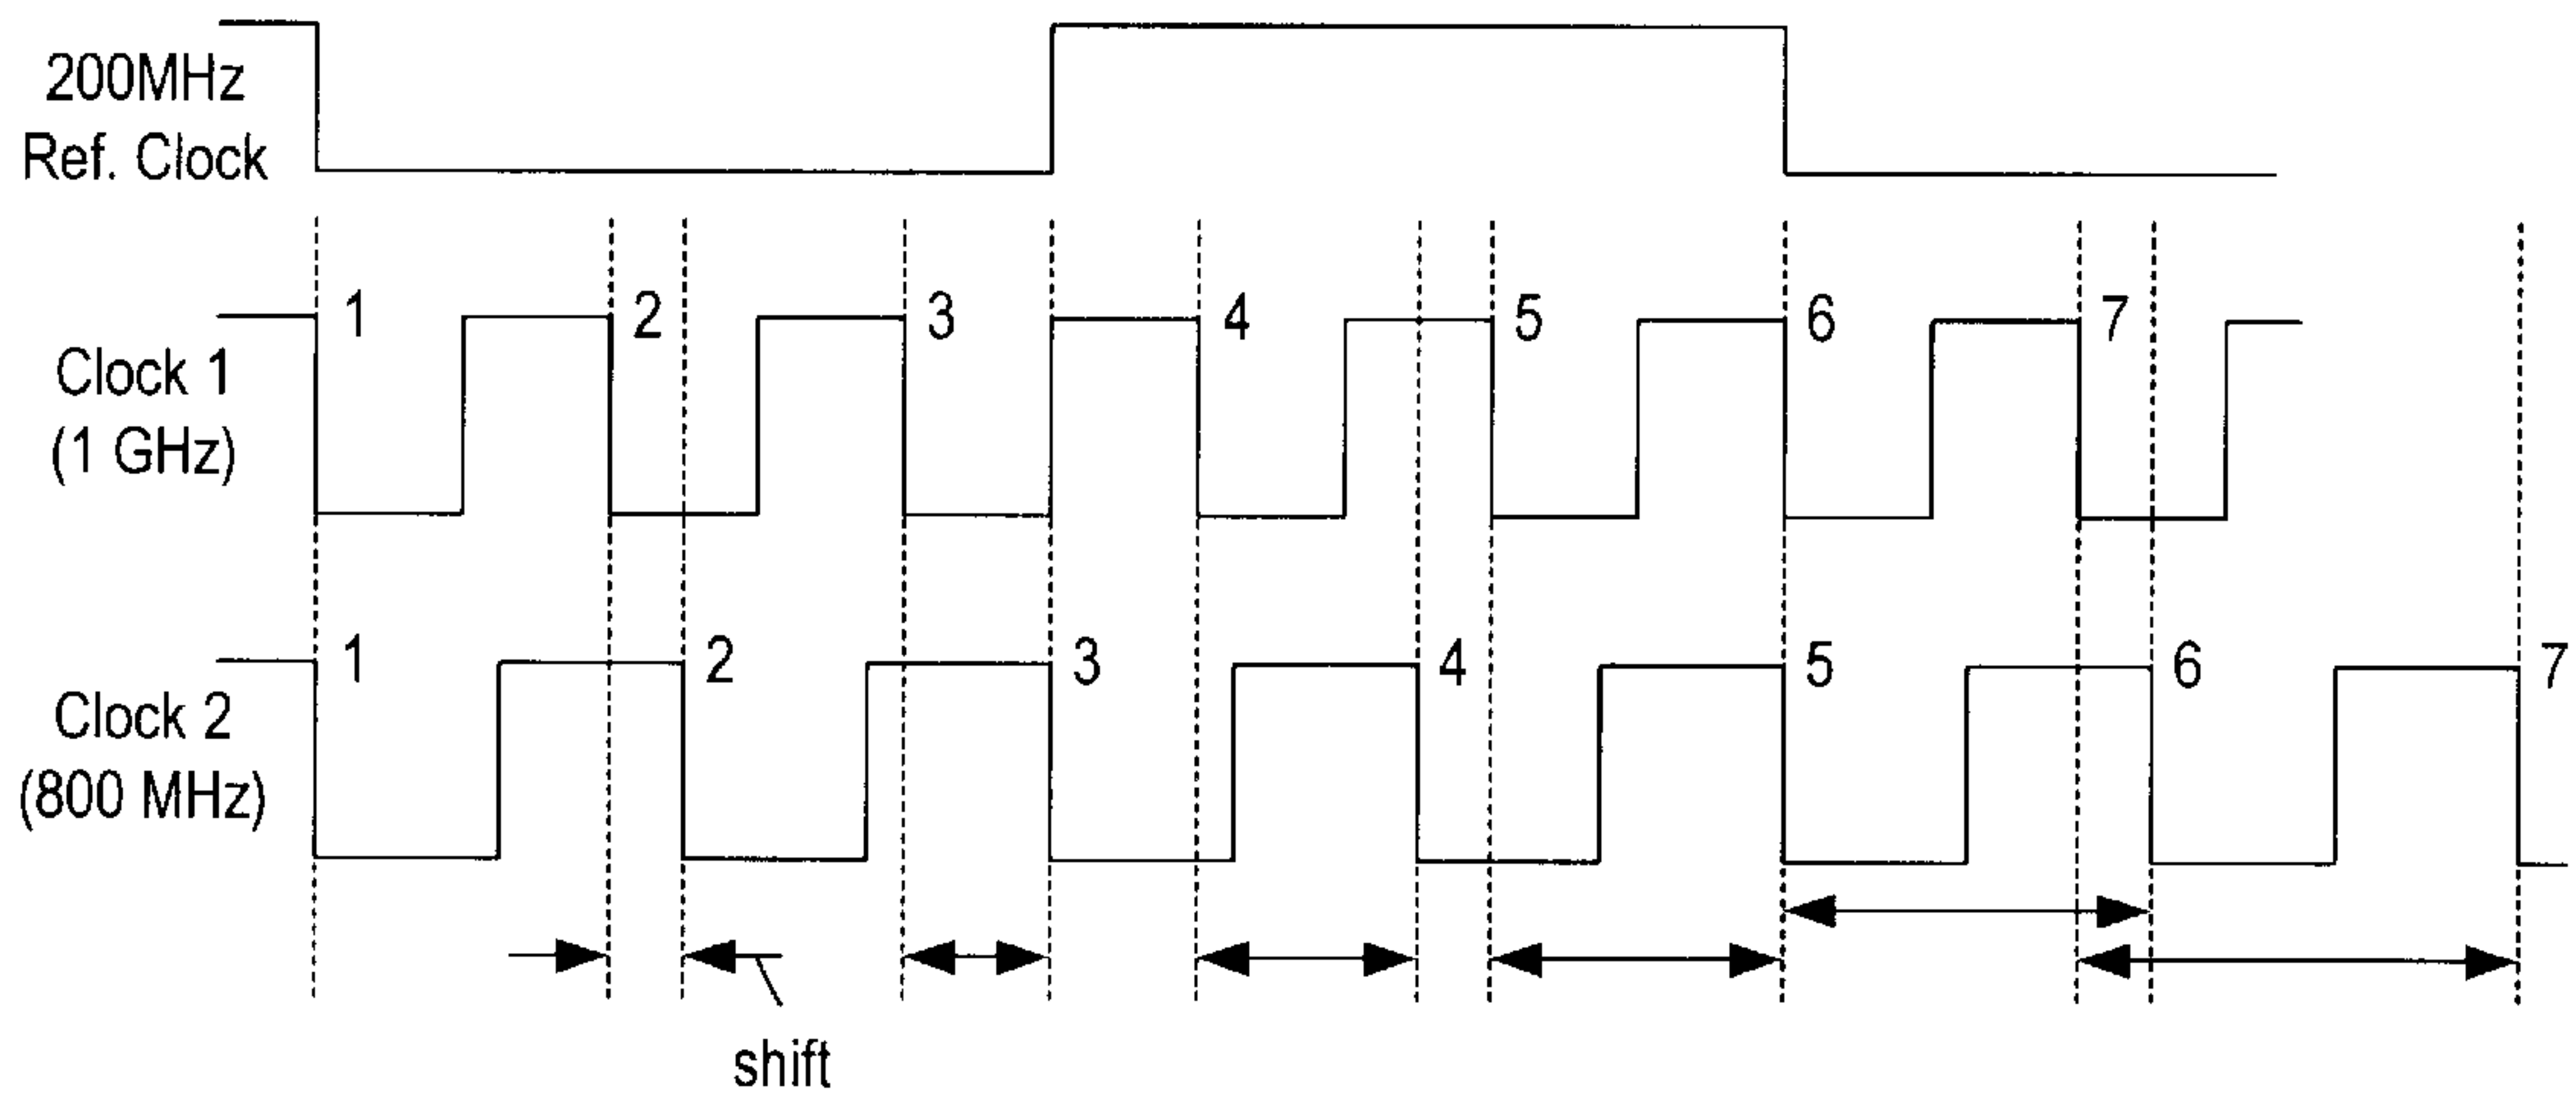 200MHz
Ref. Clock
1 2 3 4 5 6 7
Clock 1
(1 GHz)
1 2 3 4 5 6 7
Clock 2
(800 MHz)
shift